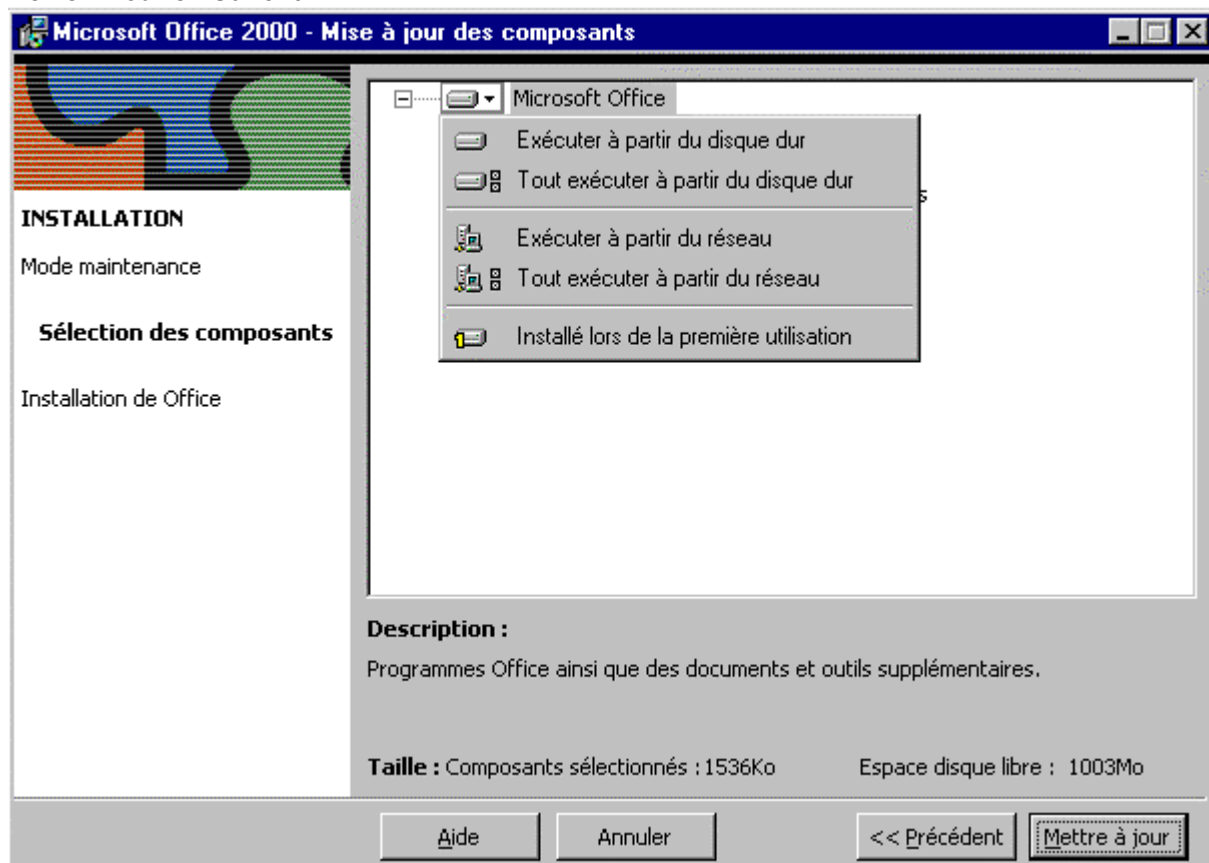 Microsoft Office 2000 - Mise à jour des composants
Microsoft Office
Exécuter à partir du disque dur
Tout exécuter à partir du disque dur
s
Exécuter à partir du réseau
Tout exécuter à partir du réseau
Installé lors de la première utilisation
INSTALLATION
Mode maintenance
Sélection des composants
Installation de Office
Description :
Programmes Office ainsi que des documents et outils supplémentaires.
Taille : Composants sélectionnés :1536Ko Espace disque libre : 1003Mo
Aide Annuler << Précédent Mettre à jour